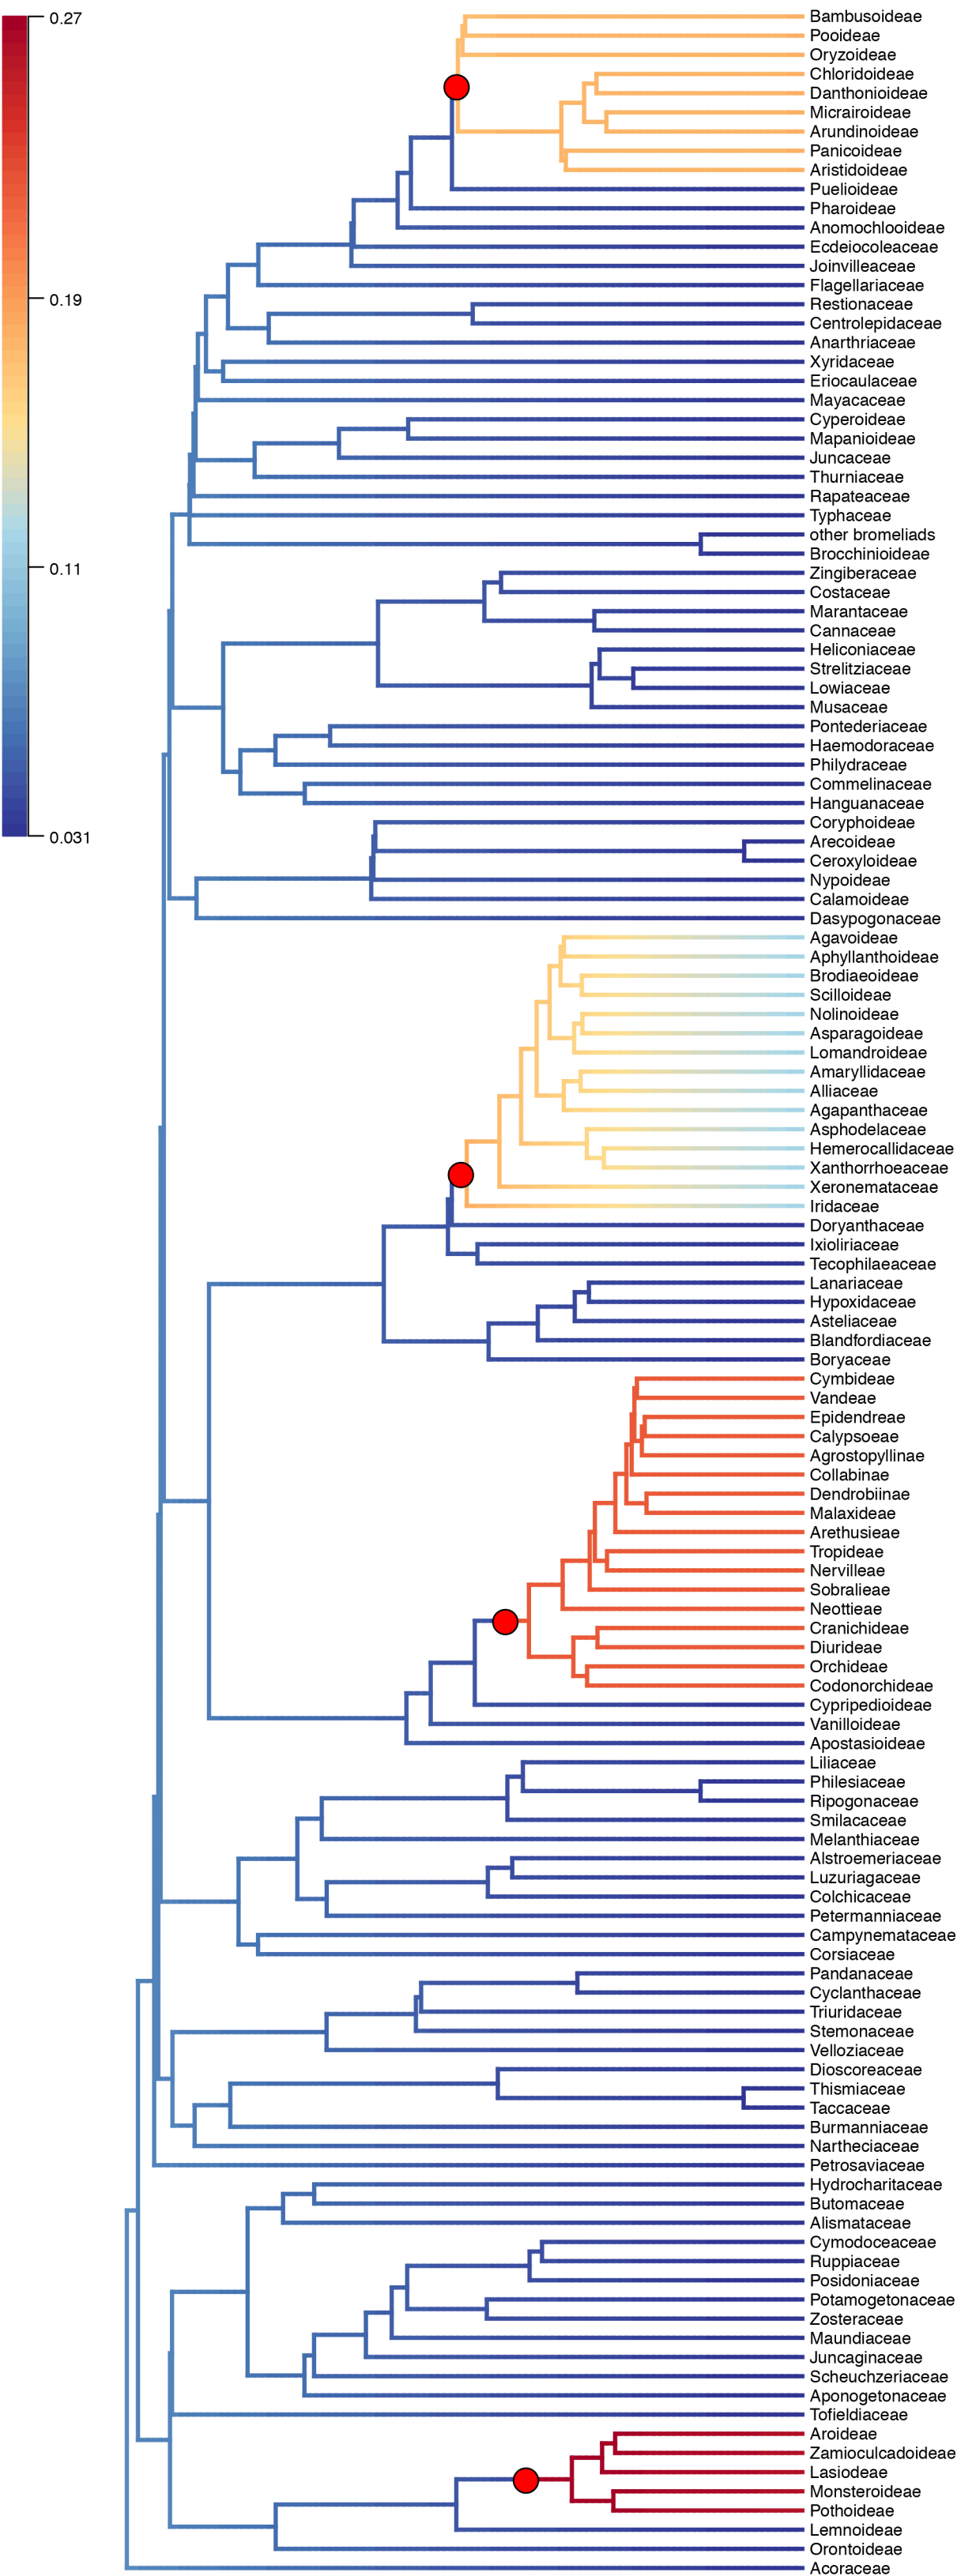 0.27
0.19
0.11
0.031
Bambusoideae
Pooideae
Oryzoideae
Chloridoideae
Danthonioideae
Micrairoideae
Arundinoideae
Panicoideae
Aristidoideae
Puelioideae
Pharoideae
Anomochlooideae
Ecdeiocoleaceae
Joinvilleaceae
Flagellariaceae
Restionaceae
Centrolepidaceae
Anarthriaceae
Xyridaceae
Eriocaulaceae
Mayacaceae
Cyperoideae
Mapanioideae
Juncaceae
Thurniaceae
Rapateaceae
Typhaceae
other bromeliads
Brocchinioideae
Zingiberaceae
Costaceae
Marantaceae
Cannaceae
Heliconiaceae
Strelitziaceae
Lowiaceae
Musaceae
Pontederiaceae
Haemodoraceae
Philydraceae
Commelinaceae
Hanguanaceae
Coryphoideae
Arecoideae
Ceroxyloideae
Nypoideae
Calamoideae
Dasypogonaceae
Agavoideae
Aphyllanthoideae
Brodiaeoideae
Scilloideae
Nolinoideae
Asparagoideae
Lomandroideae
Amaryllidaceae
Alliaceae
Agapanthaceae
Asphodelaceae
Hemerocallidaceae
Xanthorrhoeaceae
Xeronemataceae
Iridaceae
Doryanthaceae
Ixioliriaceae
Tecophilaeaceae
Lanariaceae
Hypoxidaceae
Asteliaceae
Blandfordiaceae
Boryaceae
Cymbideae
Vandeae
Epidendreae
Calypsoeae
Agrostopyllinae
Collabinae
Dendrobiinae
Malaxideae
Arethusieae
Tropideae
Nervilleae
Sobralieae
Neottieae
Cranichideae
Diurideae
Orchideae
Codonorchideae
Cypripedioideae
Vanilloideae
Apostasioideae
Liliaceae
Philesiaceae
Ripogonaceae
Smilacaceae
Melanthiaceae
Alstroemeriaceae
Luzuriagaceae
Colchicaceae
Petermanniaceae
Campynemataceae
Corsiaceae
Pandanaceae
Cyclanthaceae
Triuridaceae
Stemonaceae
Velloziaceae
Dioscoreaceae
Thismiaceae
Taccaceae
Burmanniaceae
Nartheciaceae
Petrosaviaceae
Hydrocharitaceae
Butomaceae
Alismataceae
Cymodoceaceae
Ruppiaceae
Posidoniaceae
Potamogetonaceae
Zosteraceae
Maundiaceae
Juncaginaceae
Scheuchzeriaceae
Aponogetonaceae
Tofieldiaceae
Aroideae
Zamioculcadoideae
Lasiodeae
Monsteroideae
Pothoideae
Lemnoideae
Orontoideae
Acoraceae